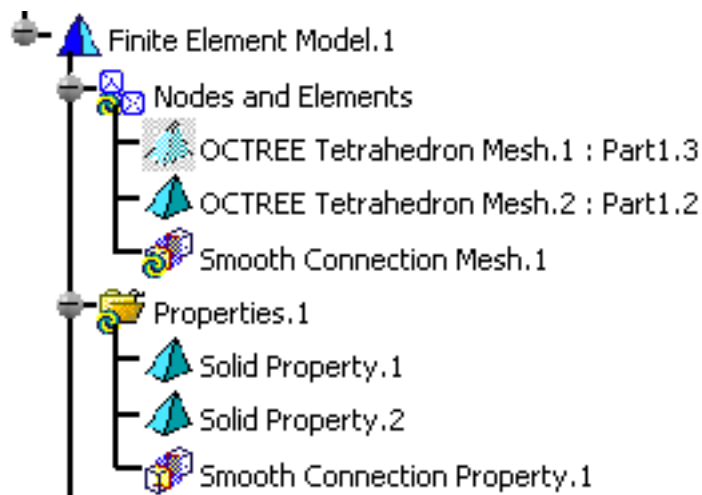 Finite Element Model.1
Nodes and Elements
OCTREE Tetrahedron Mesh.1 : Part1.3
OCTREE Tetrahedron Mesh.2 : Part1.2
Smooth Connection Mesh.1
Properties.1
Solid Property.1
Solid Property.2
Smooth Connection Property.1